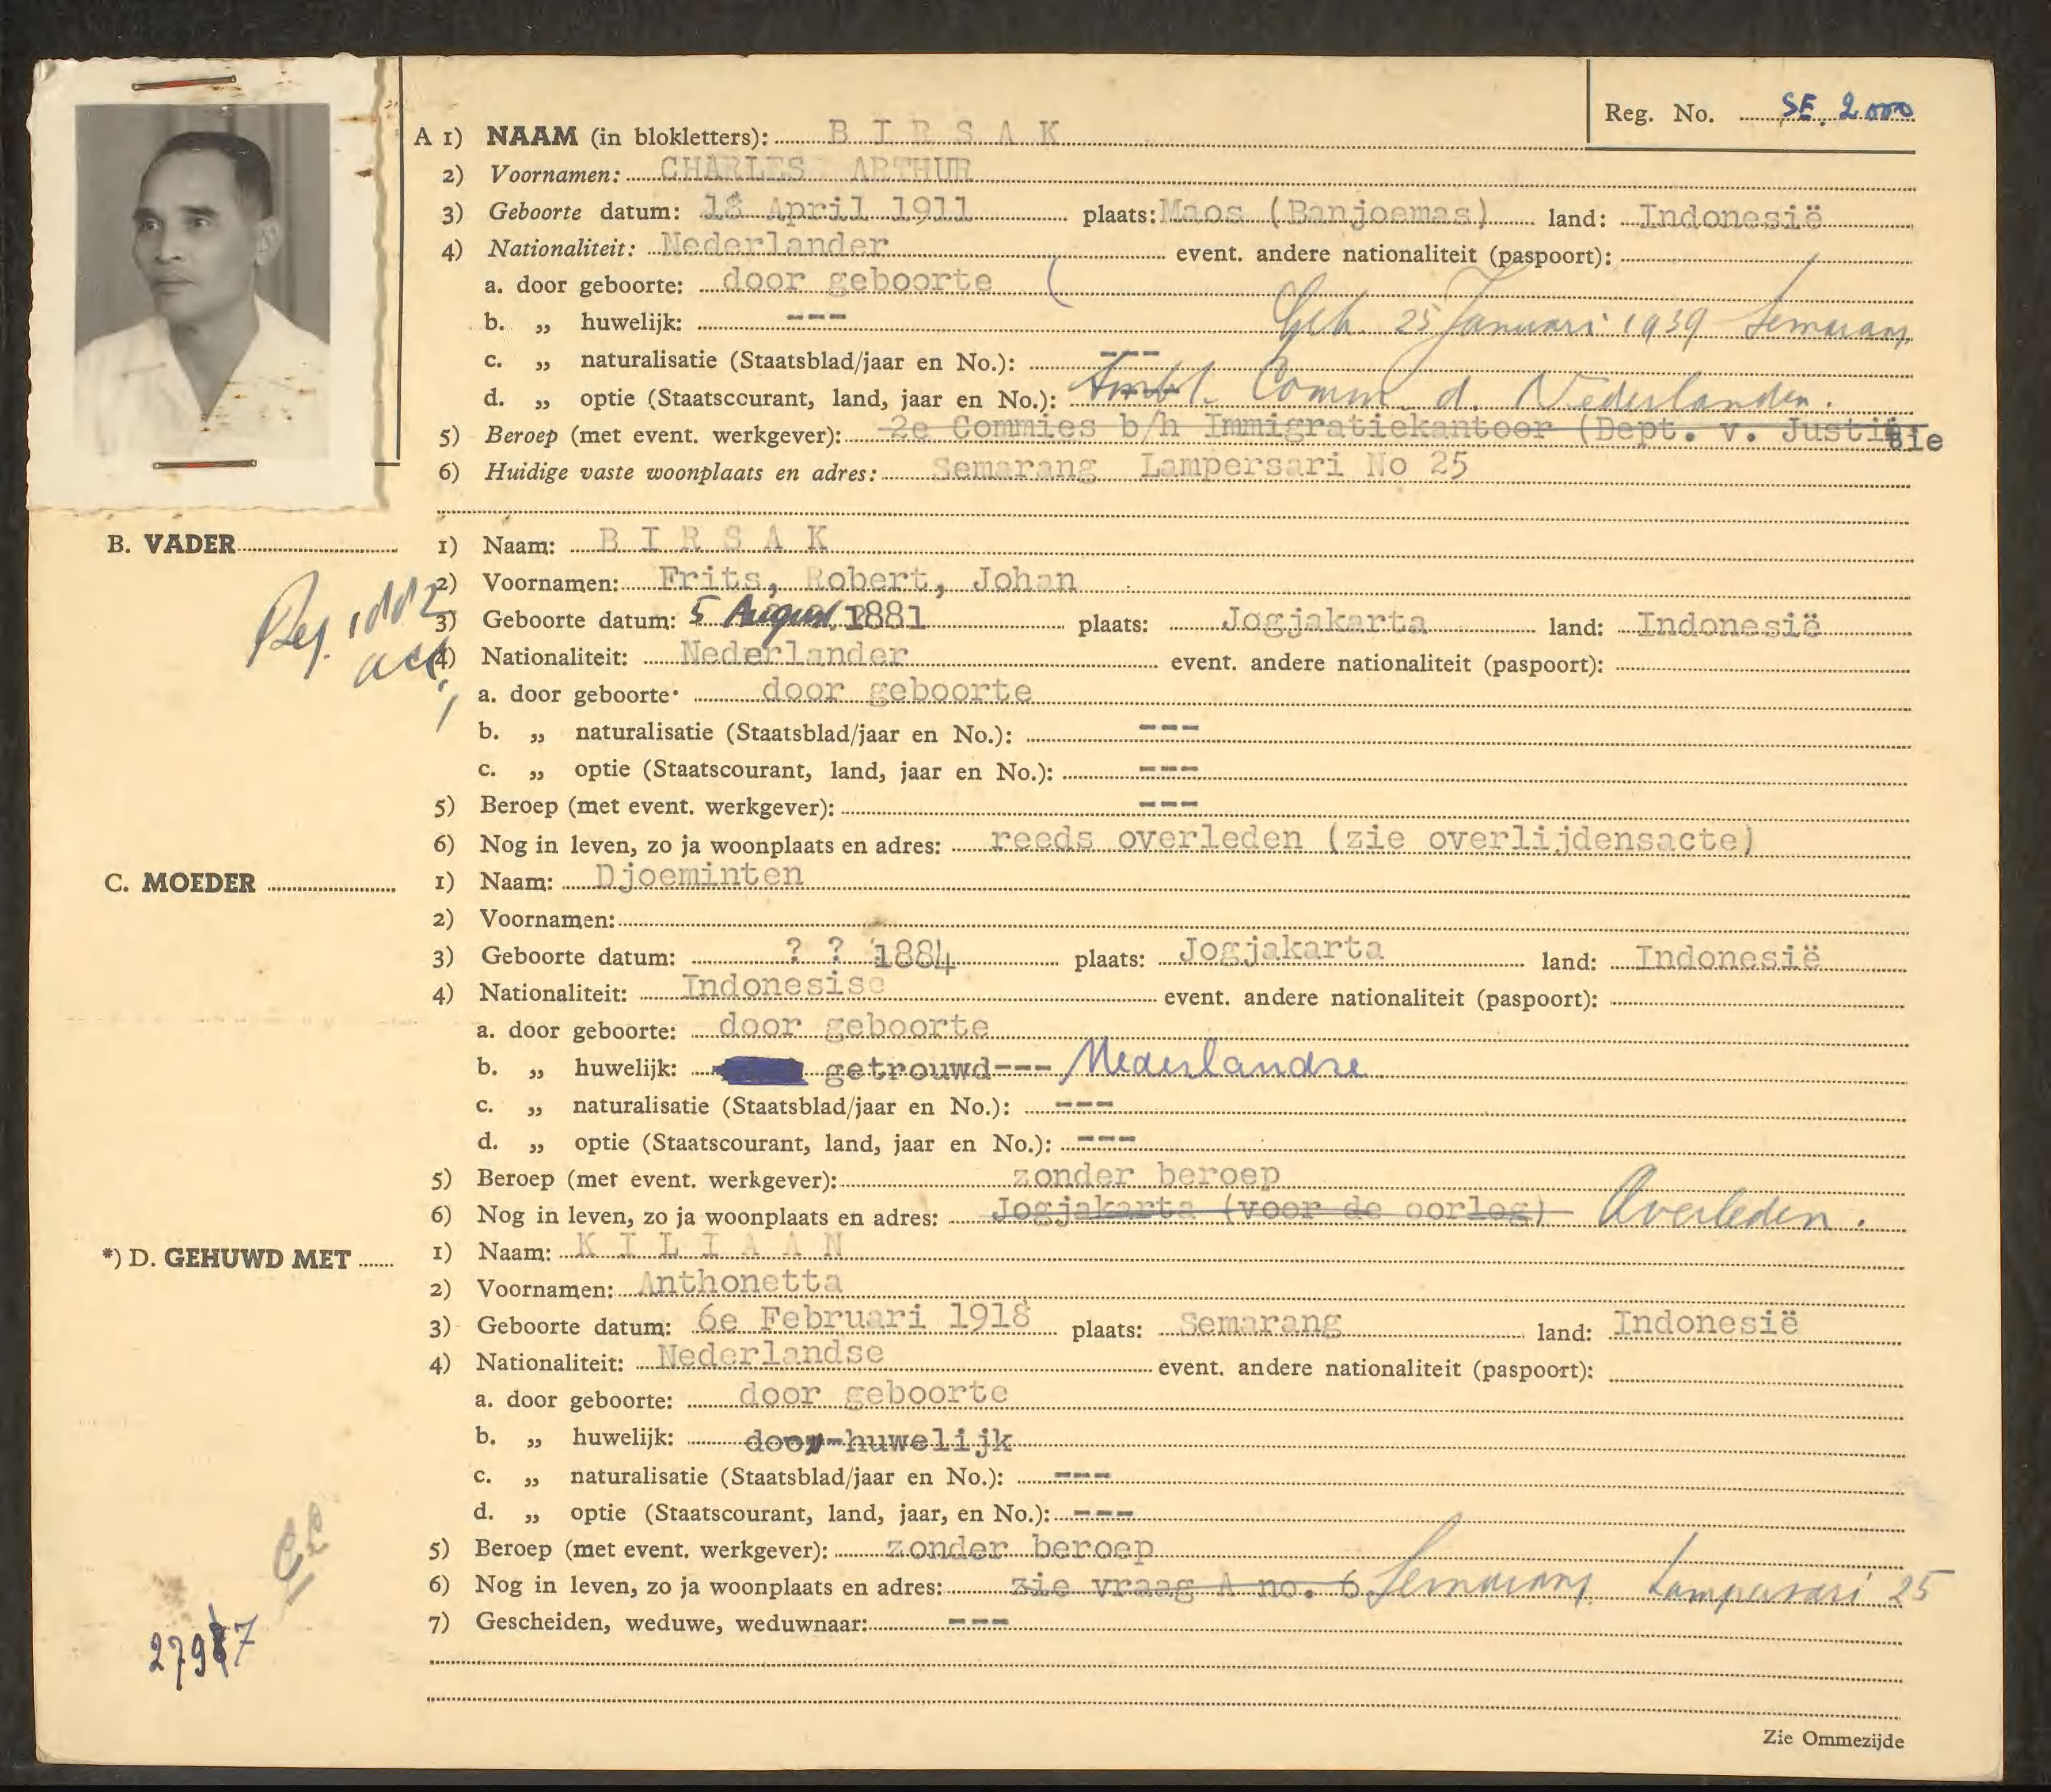 Reg. No. SE. 2000
A 1) NAAM (in blokletters): B I R S A K
2) Voornamen: CHARLES ARTHUR
3) Geboorte datum: 18 April 1911 plaats: Maos (Banjoemas) land: Indonesië
4) Nationaliteit: Nederlander event. andere nationaliteit (paspoort):
a. door geboorte: door geboorte (
b. „ huwelijk: --- Geh. 25 Januari 1939 Semarang
c. „ naturalisatie (Staatsblad/jaar en No.): ---
d. „ optie (Staatscourant, land, jaar en No.): Comm. d. Nederlanden.
5) Beroep (met event. werkgever): 2e Commies b/h Immigratiekantoor (Dept. v. Justitie
6) Huidige vaste woonplaats en adres: Semarang Lampersari No 25
B. VADER
1) Naam: B I R S A K
2) Voornamen: Frits, Robert, Johan
3) Geboorte datum: 5 August 1881 plaats: Jogjakarta land: Indonesië
4) Nationaliteit: Nederlander event. andere nationaliteit (paspoort):
a. door geboorte: door geboorte
b. „ naturalisatie (Staatsblad/jaar en No.): ---
c. „ optie (Staatscourant, land, jaar en No.): ---
5) Beroep (met event. werkgever): ---
6) Nog in leven, zo ja woonplaats en adres: reeds overleden (zie overlijdensacte)
C. MOEDER
1) Naam: Djoeminten
2) Voornamen:
3) Geboorte datum: ? ? 1884 plaats: Jogjakarta land: Indonesië
4) Nationaliteit: Indonesise event. andere nationaliteit (paspoort):
a. door geboorte: door geboorte
b. „ huwelijk: getrouwd--- Nederlandse
c. „ naturalisatie (Staatsblad/jaar en No.): ---
d. „ optie (Staatscourant, land, jaar en No.): ---
5) Beroep (met event. werkgever): zonder beroep
6) Nog in leven, zo ja woonplaats en adres: Jogjakarta (voor de oorlog) Overleden.
*) D. GEHUWD MET
1) Naam: K I L I A A N
2) Voornamen: Anthonetta
3) Geboorte datum: 6e Februari 1918 plaats: Semarang land: Indonesië
4) Nationaliteit: Nederlandse event. andere nationaliteit (paspoort):
a. door geboorte: door geboorte
b. „ huwelijk: door-huwelijk
c. „ naturalisatie (Staatsblad/jaar en No.): ---
d. „ optie (Staatscourant, land, jaar, en No.): ---
5) Beroep (met event. werkgever): zonder beroep
6) Nog in leven, zo ja woonplaats en adres: zie vraag A no. 6 Semarang Lampersari 25
7) Gescheiden, weduwe, weduwnaar: ---
Zie Ommezijde